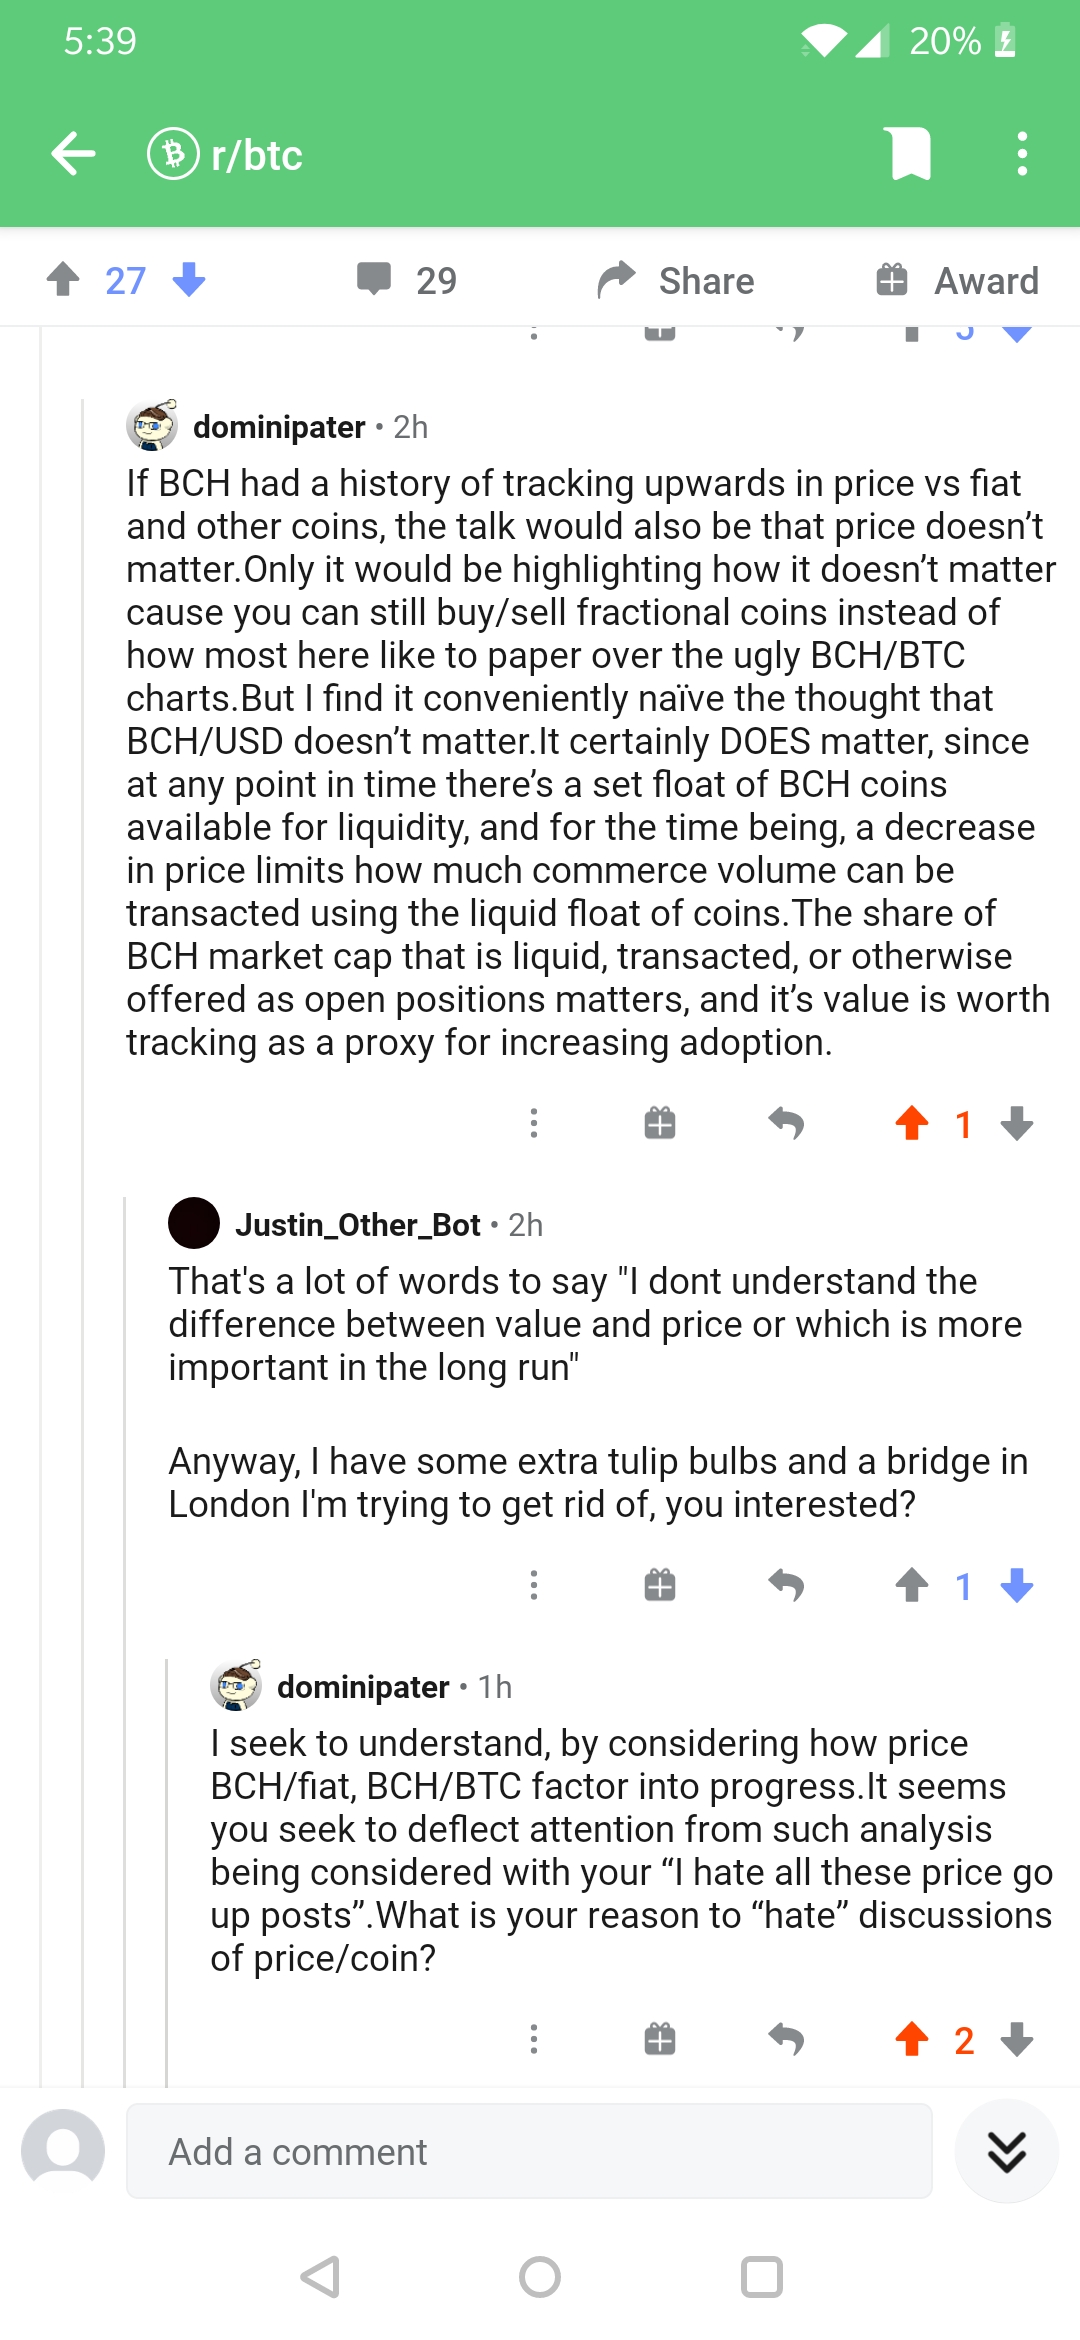 5:39
20%
r/btc
27
29
Share
Award
dominipater • 2h
If BCH had a history of tracking upwards in price vs fiat
and other coins, the talk would also be that price doesn’t
matter.Only it would be highlighting how it doesn’t matter
cause you can still buy/sell fractional coins instead of
how most here like to paper over the ugly BCH/BTC
charts.But I find it conveniently naïve the thought that
BCH/USD doesn’t matter.It certainly DOES matter, since
at any point in time there’s a set float of BCH coins
available for liquidity, and for the time being, a decrease
in price limits how much commerce volume can be
transacted using the liquid float of coins.The share of
BCH market cap that is liquid, transacted, or otherwise
offered as open positions matters, and it’s value is worth
tracking as a proxy for increasing adoption.
1
Justin_Other_Bot • 2h
That's a lot of words to say "I dont understand the
difference between value and price or which is more
important in the long run"
Anyway, I have some extra tulip bulbs and a bridge in
London I'm trying to get rid of, you interested?
1
dominipater • 1h
I seek to understand, by considering how price
BCH/fiat, BCH/BTC factor into progress.It seems
you seek to deflect attention from such analysis
being considered with your “I hate all these price go
up posts”.What is your reason to “hate” discussions
of price/coin?
2
Add a comment